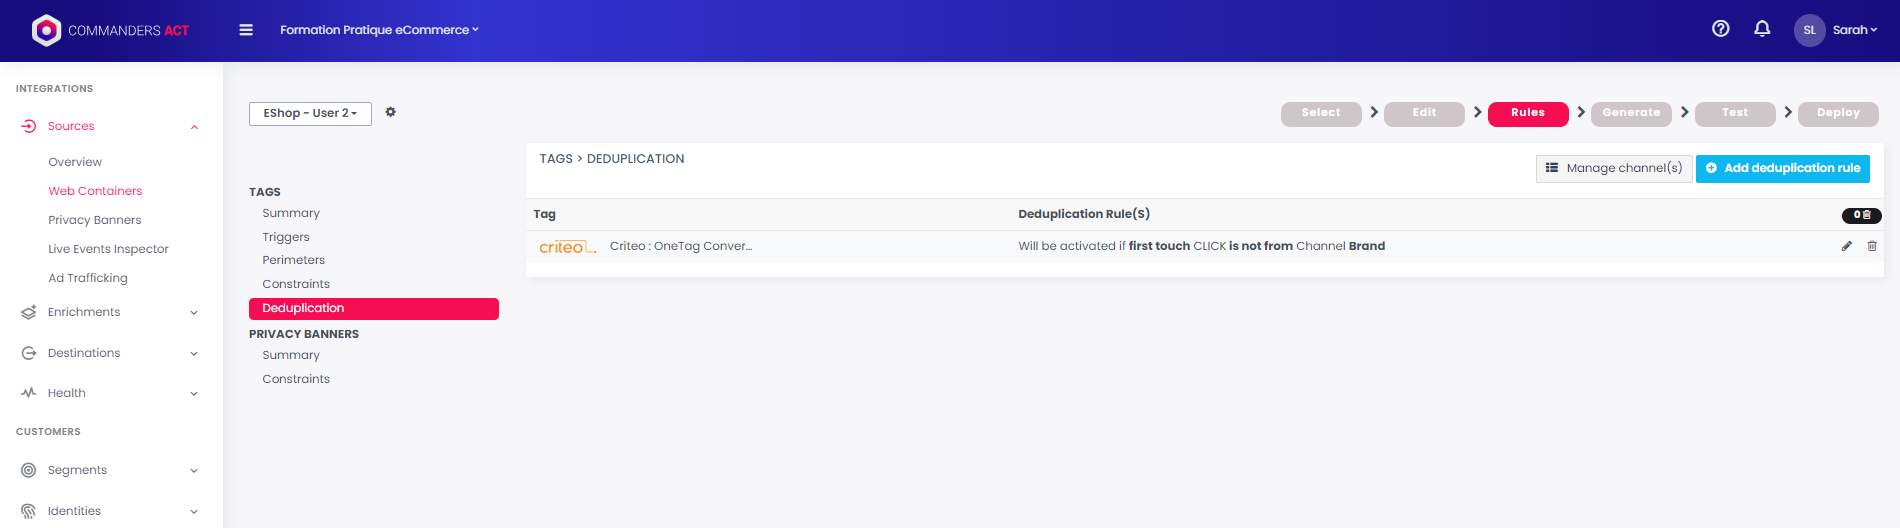 COMMANDERS ACT
Formation Pratique eCommerce
SL
Sarah
INTEGRATIONS
Sources
Overview
Web Containers
Privacy Banners
Live Events Inspector
Ad Trafficking
Enrichments
Destinations
Health
CUSTOMERS
Segments
Identities
EShop - User 2
Select
Edit
Rules
Generate
Test
Deploy
TAGS
Summary
Triggers
Perimeters
Constraints
Deduplication
PRIVACY BANNERS
Summary
Constraints
TAGS > DEDUPLICATION
Manage channel(s)
Add deduplication rule
Tag
Deduplication Rule(S)
0
criteo
Criteo : OneTag Conver...
Will be activated if first touch CLICK is not from Channel Brand